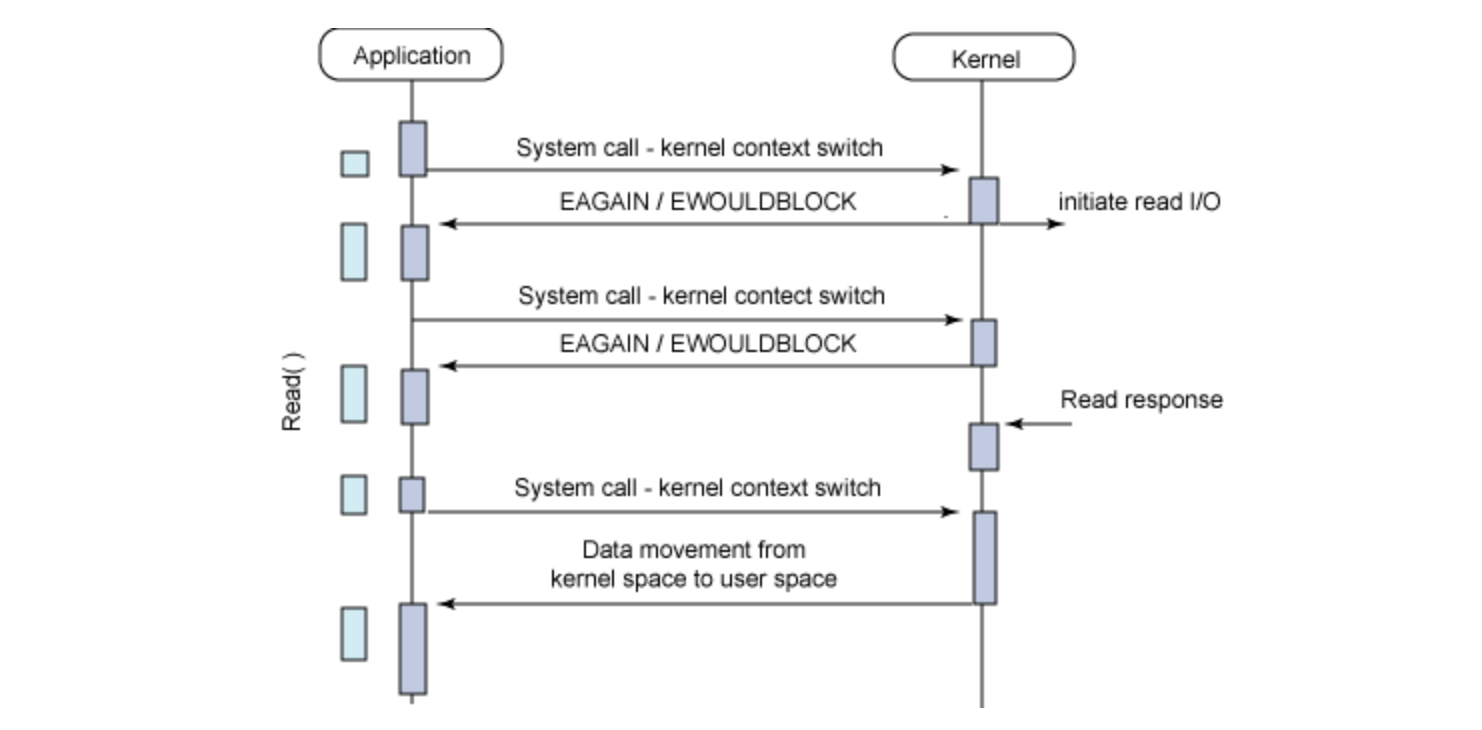 Application
Kernel
System call - kernel context switch
EAGAIN / EWOULDBLOCK
initiate read I/O
System call - kernel contect switch
EAGAIN / EWOULDBLOCK
Read( )
Read response
System call - kernel context switch
Data movement from
kernel space to user space